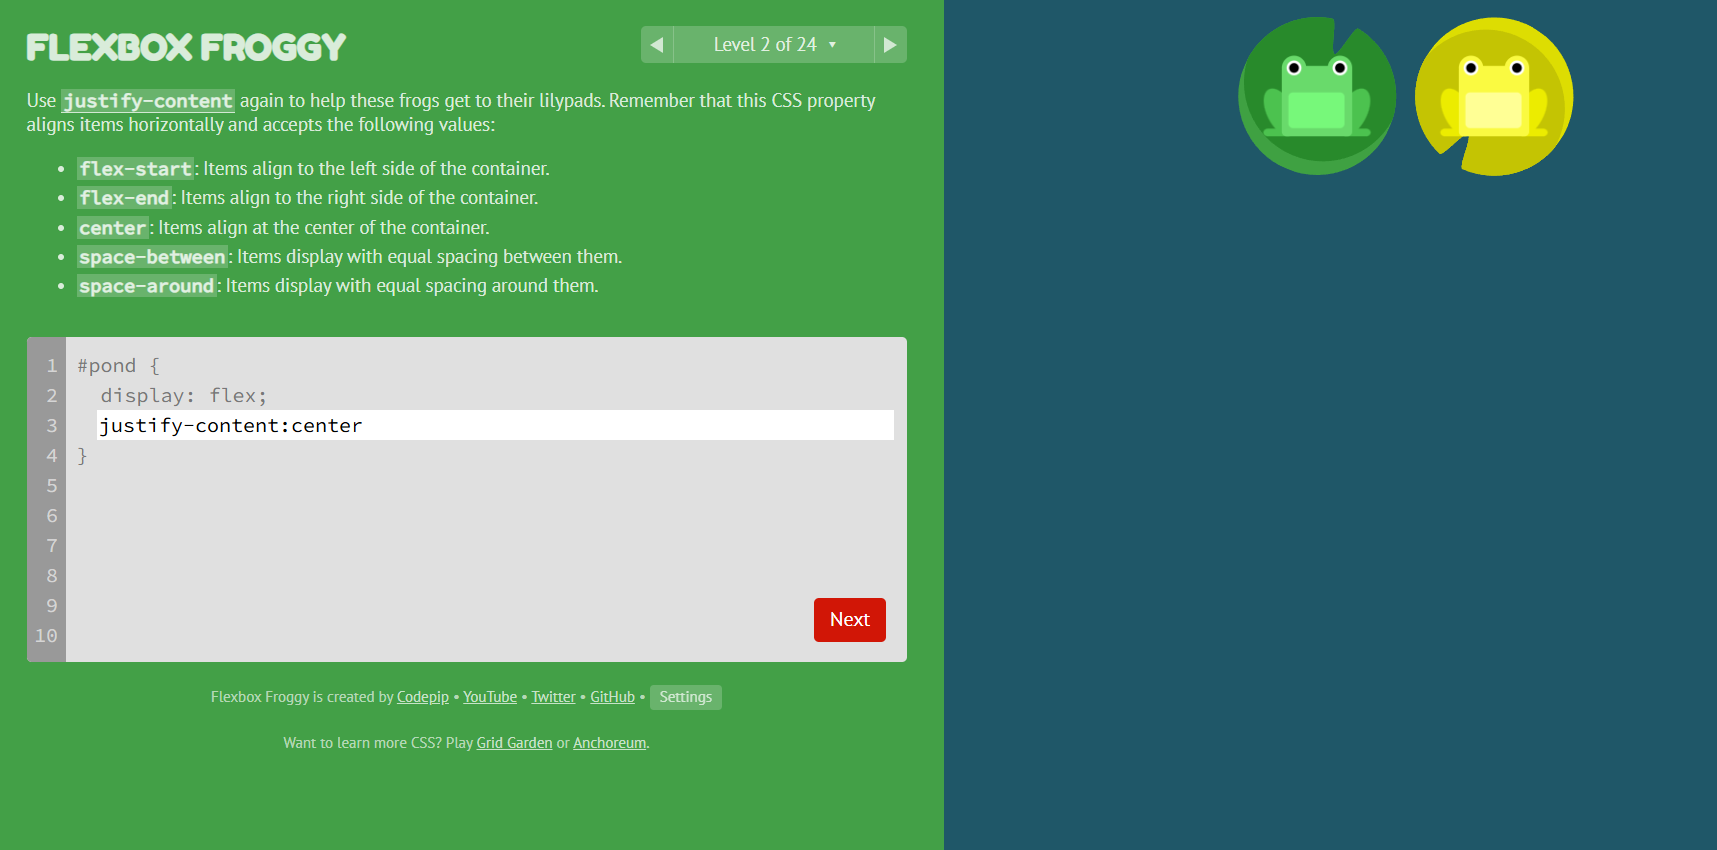 FLEXBOX FROGGY
Level 2 of 24
Use justify-content again to help these frogs get to their lilypads. Remember that this CSS property
aligns items horizontally and accepts the following values:
• flex-start: Items align to the left side of the container.
• flex-end: Items align to the right side of the container.
• center: Items align at the center of the container.
• space-between: Items display with equal spacing between them.
• space-around: Items display with equal spacing around them.
1 #pond {
2 display: flex;
3 justify-content:center
4 }
5
6
7
8
9
10
Next
Flexbox Froggy is created by Codepip • YouTube • Twitter • GitHub • Settings
Want to learn more CSS? Play Grid Garden or Anchoreum.